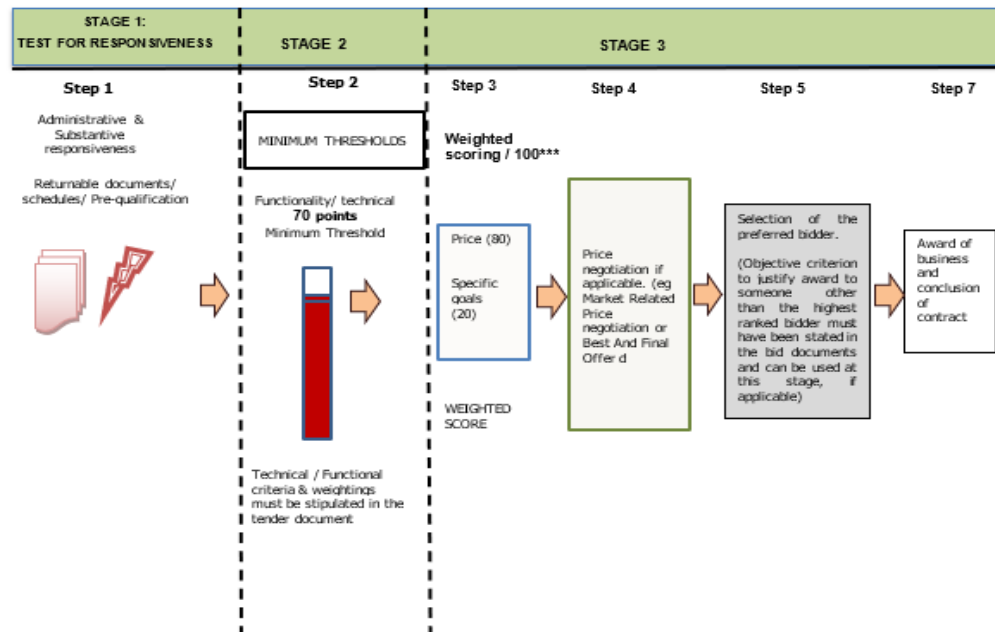 STAGE 1:
TEST FOR RESPONSIVENESS
STAGE 2
STAGE 3
Step 1
Administrative &
Substantive
responsiveness
Returnable documents/
schedules/ Pre-qualification
Step 2
MINIMUM THRESHOLDS
Functionality/ technical
70 points
Minimum Threshold
Technical / Functional
criteria & weightings
must be stipulated in the
tender document
Step 3
Weighted
scoring / 100***
Price (80)
Specific
goals
(20)
WEIGHTED
SCORE
Step 4
Price
negotiation if
applicable. (eg
Market Related
Price
negotiation or
Best And Final
Offer d
Step 5
Selection of the
preferred bidder.
(Objective criterion
to justify award to
someone other
than the highest
ranked bidder must
have been stated in
the bid documents
and can be used at
this stage, if
applicable)
Step 7
Award of
business
and
conclusion
of
contract